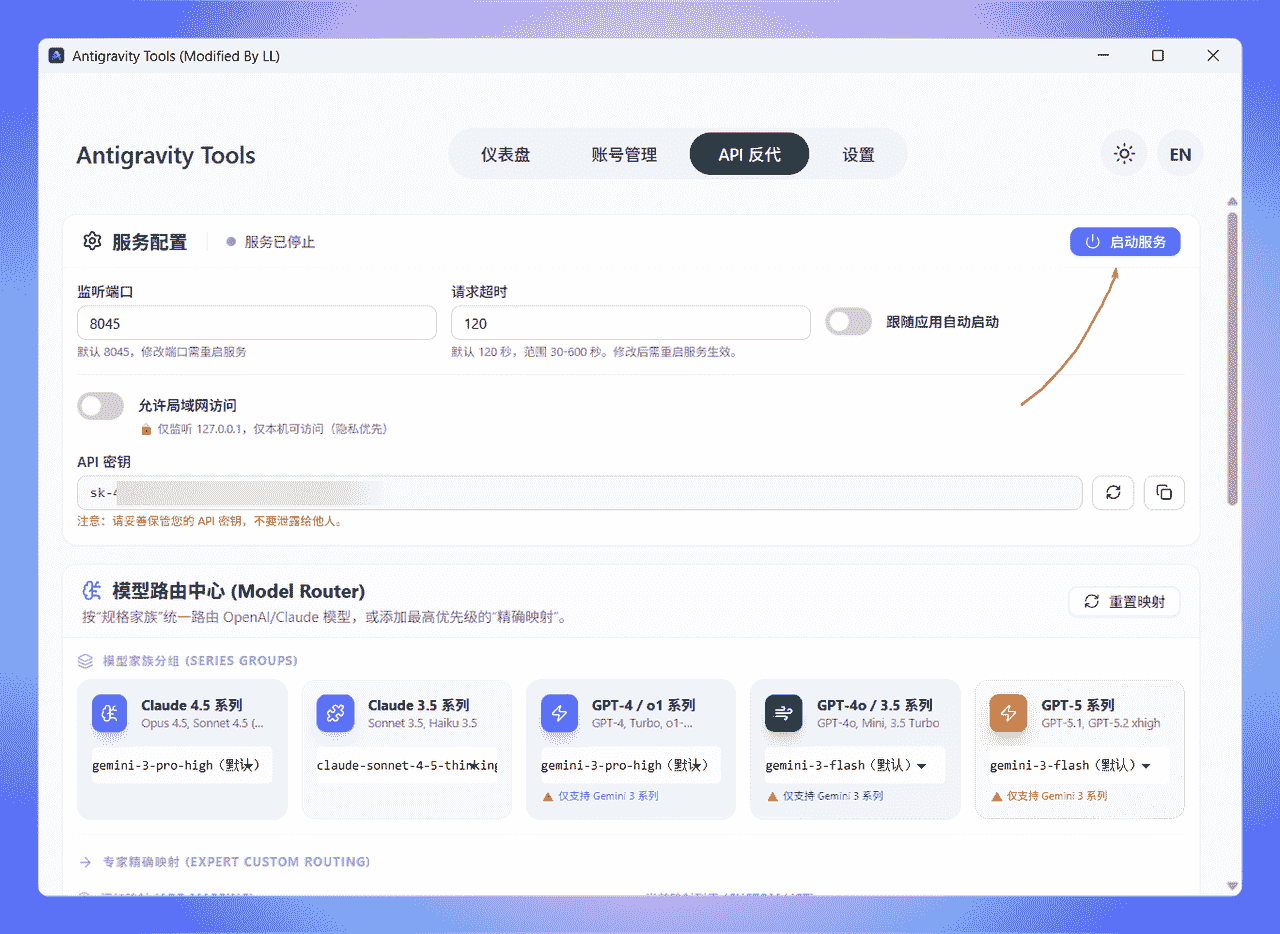 Antigravity Tools (Modified By LL)
Antigravity Tools
仪表盘
账号管理
API 反代
设置
EN
服务配置
服务已停止
启动服务
监听端口
请求超时
8045
120
跟随应用自动启动
默认 8045，修改端口需重启服务
默认 120 秒，范围 30-600 秒。修改后需重启服务生效。
允许局域网访问
仅监听 127.0.0.1，仅本机可访问（隐私优先）
API 密钥
sk-4
注意：请妥善保管您的 API 密钥，不要泄露给他人。
模型路由中心 (Model Router)
按“规格家族”统一路由 OpenAI/Claude 模型，或添加最高优先级的“精确映射”。
重置映射
模型家族分组 (SERIES GROUPS)
Claude 4.5 系列
Opus 4.5, Sonnet 4.5 (...
gemini-3-pro-high (默认)
Claude 3.5 系列
Sonnet 3.5, Haiku 3.5
claude-sonnet-4-5-thinking
GPT-4 / o1 系列
GPT-4, Turbo, o1-...
gemini-3-pro-high (默认)
仅支持 Gemini 3 系列
GPT-4o / 3.5 系列
GPT-4o, Mini, 3.5 Turbo
gemini-3-flash (默认)
仅支持 Gemini 3 系列
GPT-5 系列
GPT-5.1, GPT-5.2 xhigh
gemini-3-flash (默认)
仅支持 Gemini 3 系列
专家精确映射 (EXPERT CUSTOM ROUTING)